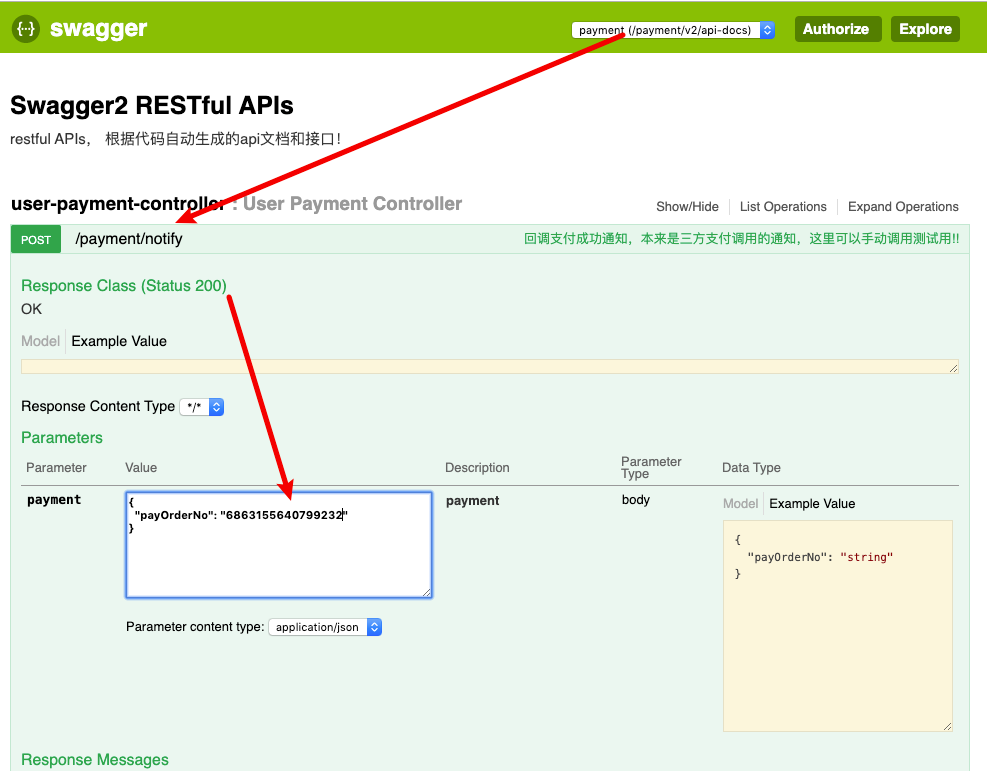 {··} swagger
payment (/payment/v2/api-docs)
Authorize
Explore
Swagger2 RESTful APIs
restful APIs， 根据代码自动生成的api文档和接口！
user-payment-controller : User Payment Controller
Show/Hide
List Operations
Expand Operations
POST
/payment/notify
回调支付成功通知，本来是三方支付调用的通知，这里可以手动调用测试用!!
Response Class (Status 200)
OK
Model
Example Value
Response Content Type */*
Parameters
Parameter
Value
Description
Parameter
Type
Data Type
payment
{
"payOrderNo": "6863155640799232"
}
Parameter content type: application/json
payment
body
Model
Example Value
{
"payOrderNo": "string"
}
Response Messages